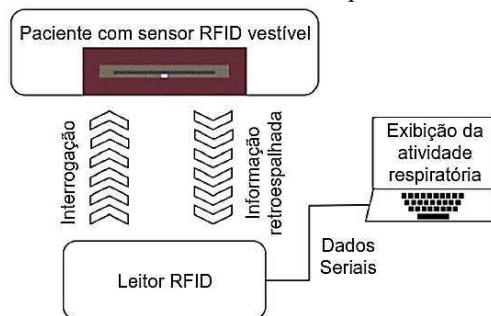 Paciente com sensor RFID vestível
Interrogação
Informação
retroespalhada
Exibição da
atividade
respiratória
Dados
Seriais
Leitor RFID